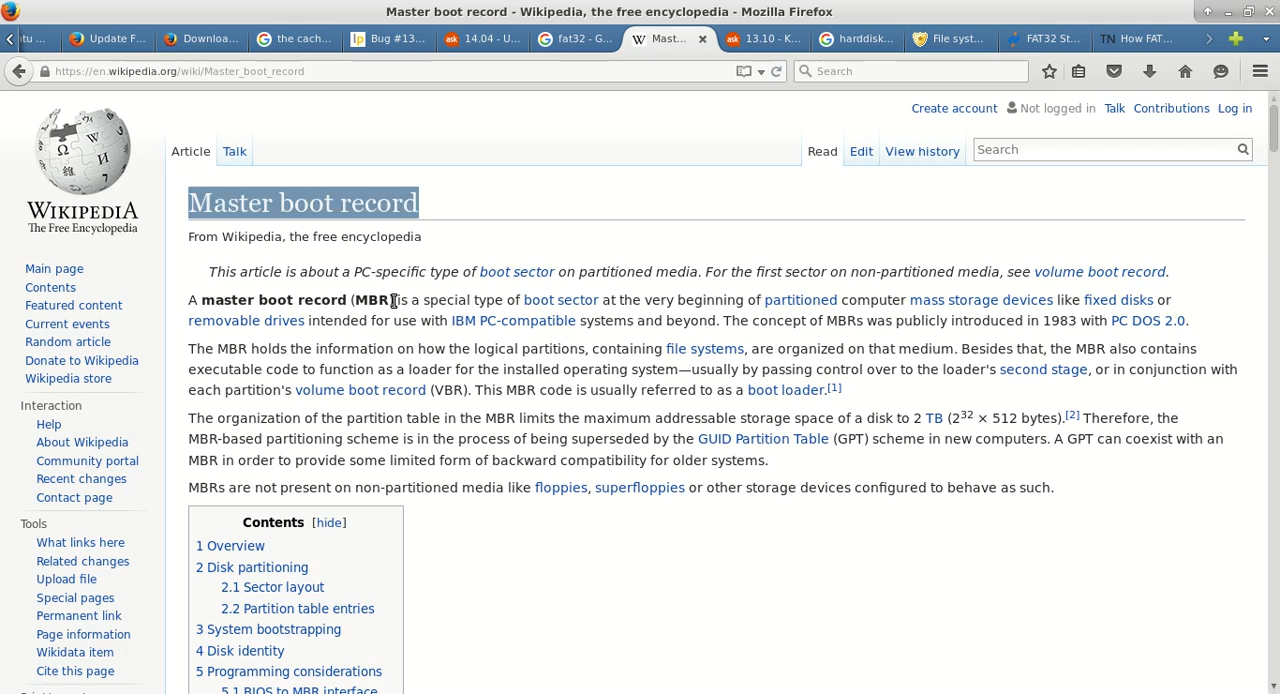 Master boot record - Wikipedia, the free encyclopedia - Mozilla Firefox
tu ... Update F... Downloa... the cach... Bug #13... 14.04 - U... fat32 - G... Mast... 13.10 - K... harddisk... File syst... FAT32 St... How FAT...
https://en.wikipedia.org/wiki/Master_boot_record Search
Create account Not logged in Talk Contributions Log in
Article Talk Read Edit View history Search
WIKIPEDIA
The Free Encyclopedia
Main page
Contents
Featured content
Current events
Random article
Donate to Wikipedia
Wikipedia store
Interaction
Help
About Wikipedia
Community portal
Recent changes
Contact page
Tools
What links here
Related changes
Upload file
Special pages
Permanent link
Page information
Wikidata item
Cite this page
Master boot record
From Wikipedia, the free encyclopedia
This article is about a PC-specific type of boot sector on partitioned media. For the first sector on non-partitioned media, see volume boot record.
A master boot record (MBR) is a special type of boot sector at the very beginning of partitioned computer mass storage devices like fixed disks or
removable drives intended for use with IBM PC-compatible systems and beyond. The concept of MBRs was publicly introduced in 1983 with PC DOS 2.0.
The MBR holds the information on how the logical partitions, containing file systems, are organized on that medium. Besides that, the MBR also contains
executable code to function as a loader for the installed operating system—usually by passing control over to the loader's second stage, or in conjunction with
each partition's volume boot record (VBR). This MBR code is usually referred to as a boot loader.[1]
The organization of the partition table in the MBR limits the maximum addressable storage space of a disk to 2 TB (2³² × 512 bytes).[2] Therefore, the
MBR-based partitioning scheme is in the process of being superseded by the GUID Partition Table (GPT) scheme in new computers. A GPT can coexist with an
MBR in order to provide some limited form of backward compatibility for older systems.
MBRs are not present on non-partitioned media like floppies, superfloppies or other storage devices configured to behave as such.
Contents [hide]
1 Overview
2 Disk partitioning
2.1 Sector layout
2.2 Partition table entries
3 System bootstrapping
4 Disk identity
5 Programming considerations
5.1 BIOS to MBR interface